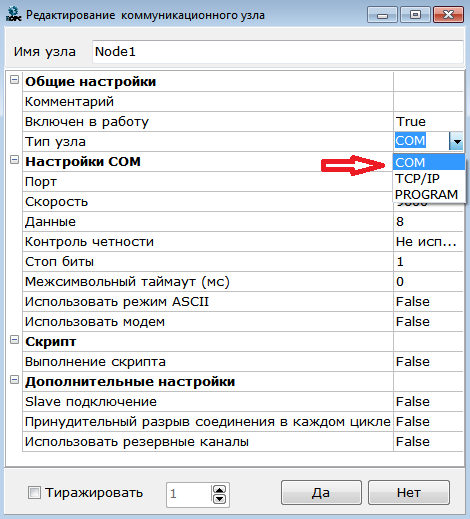 Редактирование коммуникационного узла
Имя узла Node1
Общие настройки
Комментарий
Включен в работу True
Тип узла COM
Настройки COM COM
Порт TCP/IP
Скорость PROGRAM
Данные 8
Контроль четности Не исп...
Стоп биты 1
Межсимвольный таймаут (мс) 0
Использовать режим ASCII False
Использовать модем False
Скрипт
Выполнение скрипта False
Дополнительные настройки
Slave подключение False
Принудительный разрыв соединения в каждом цикле False
Использовать резервные каналы False
Тиражировать 1 Да Нет